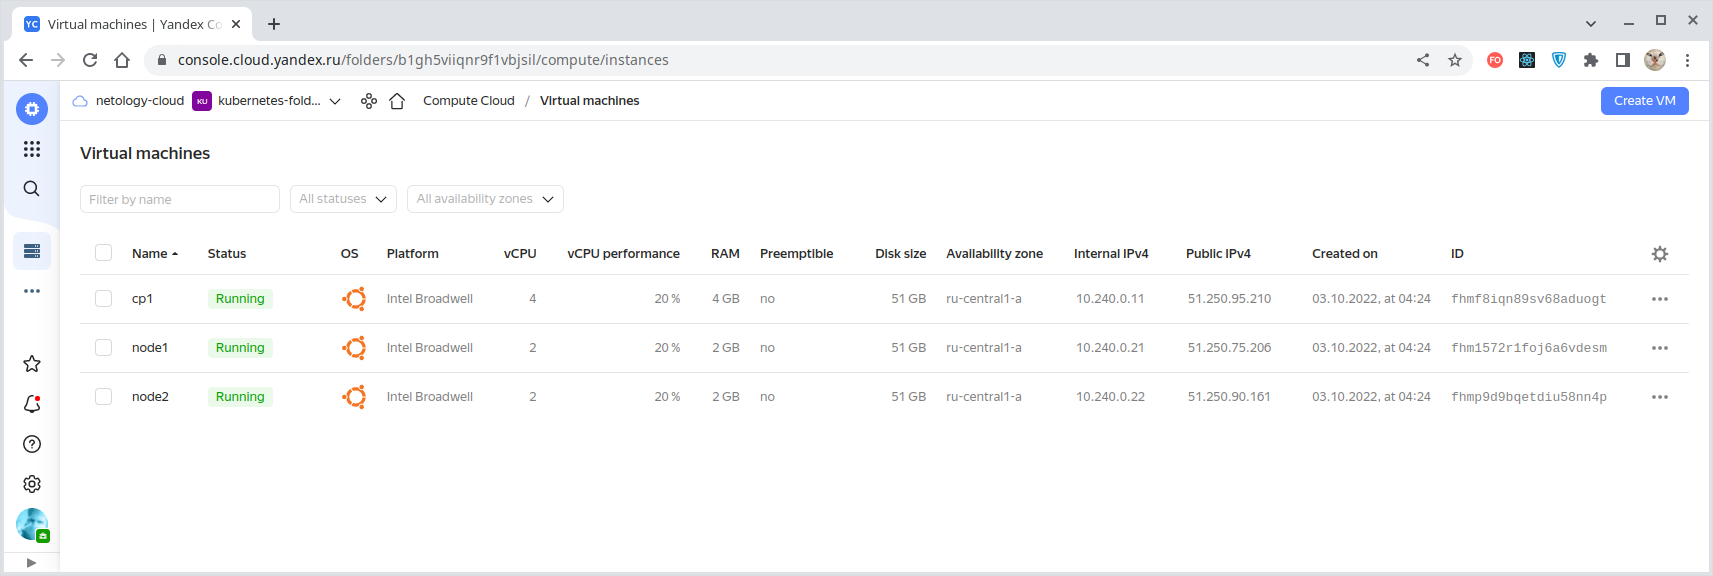 YC Virtual machines | Yandex Co
console.cloud.yandex.ru/folders/b1gh5viiqnr9f1vbjsil/compute/instances
FO
netology-cloud KU kubernetes-fold... Compute Cloud / Virtual machines Create VM
Virtual machines
Filter by name All statuses All availability zones
Name Status OS Platform vCPU vCPU performance RAM Preemptible Disk size Availability zone Internal IPv4 Public IPv4 Created on ID
cp1 Running Intel Broadwell 4 20 % 4 GB no 51 GB ru-central1-a 10.240.0.11 51.250.95.210 03.10.2022, at 04:24 fhmf8iqn89sv68aduogt
node1 Running Intel Broadwell 2 20 % 2 GB no 51 GB ru-central1-a 10.240.0.21 51.250.75.206 03.10.2022, at 04:24 fhm1572r1foj6a6vdesm
node2 Running Intel Broadwell 2 20 % 2 GB no 51 GB ru-central1-a 10.240.0.22 51.250.90.161 03.10.2022, at 04:24 fhmp9d9bqetdiu58nn4p